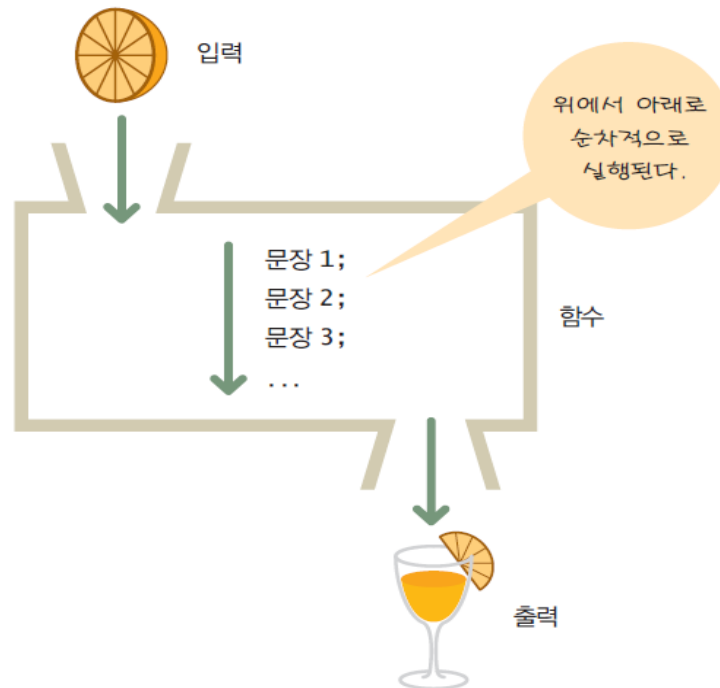 입력
위에서 아래로
순차적으로
실행된다.
문장 1;
문장 2;
문장 3;
...
함수
출력